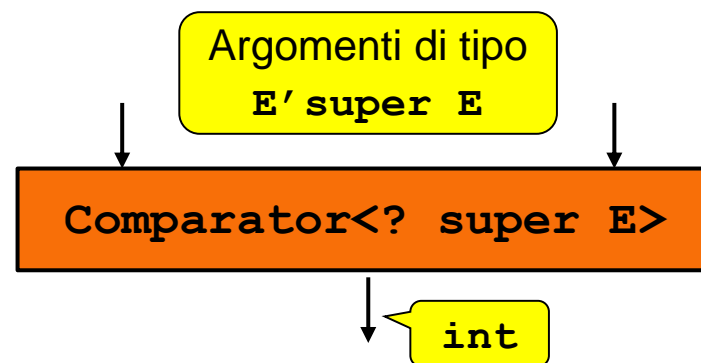 Argomenti di tipo
E’super E
Comparator<? super E>
int